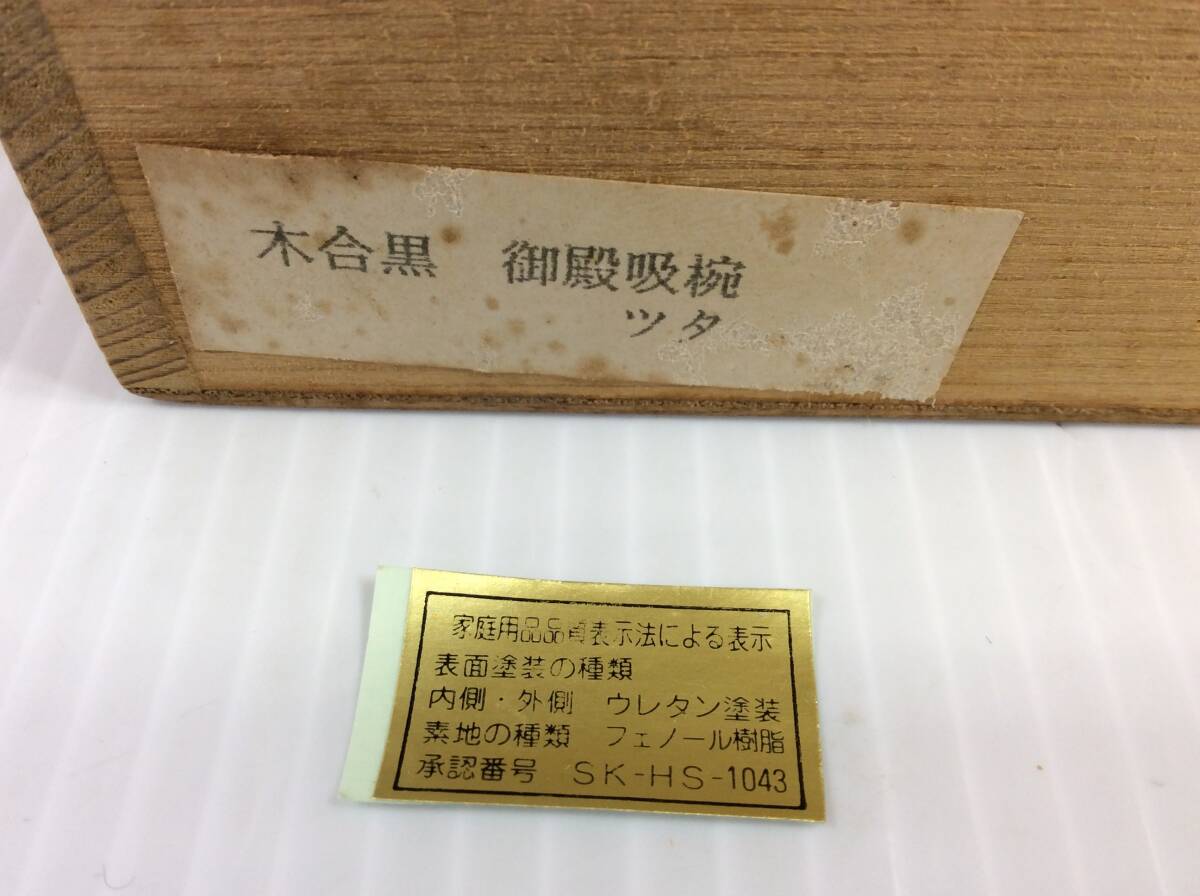 木合黒　御殿吸椀
ツタ
家庭用品品質表示法による表示
表面塗装の種類
内側・外側　ウレタン塗装
素地の種類　フェノール樹脂
承認番号　SK-HS-1043